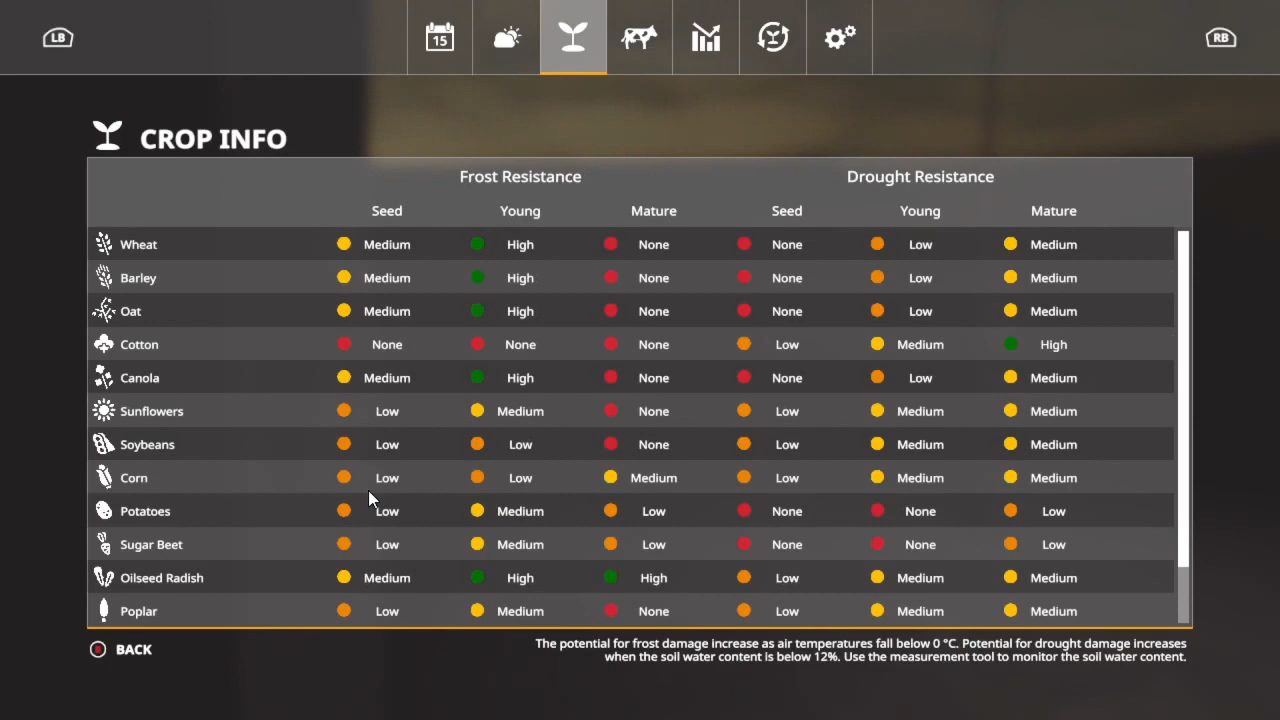 LB
15
RB
CROP INFO
Frost Resistance Drought Resistance
Seed Young Mature Seed Young Mature
Wheat Medium High None None Low Medium
Barley Medium High None None Low Medium
Oat Medium High None None Low Medium
Cotton None None None Low Medium High
Canola Medium High None None Low Medium
Sunflowers Low Medium None Low Medium Medium
Soybeans Low Low None Low Medium Medium
Corn Low Low Medium Low Medium Medium
Potatoes Low Medium Low None None Low
Sugar Beet Low Medium Low None None Low
Oilseed Radish Medium High High Low Medium Medium
Poplar Low Medium None Low Medium Medium
BACK
The potential for frost damage increase as air temperatures fall below 0 °C. Potential for drought damage increases
when the soil water content is below 12%. Use the measurement tool to monitor the soil water content.